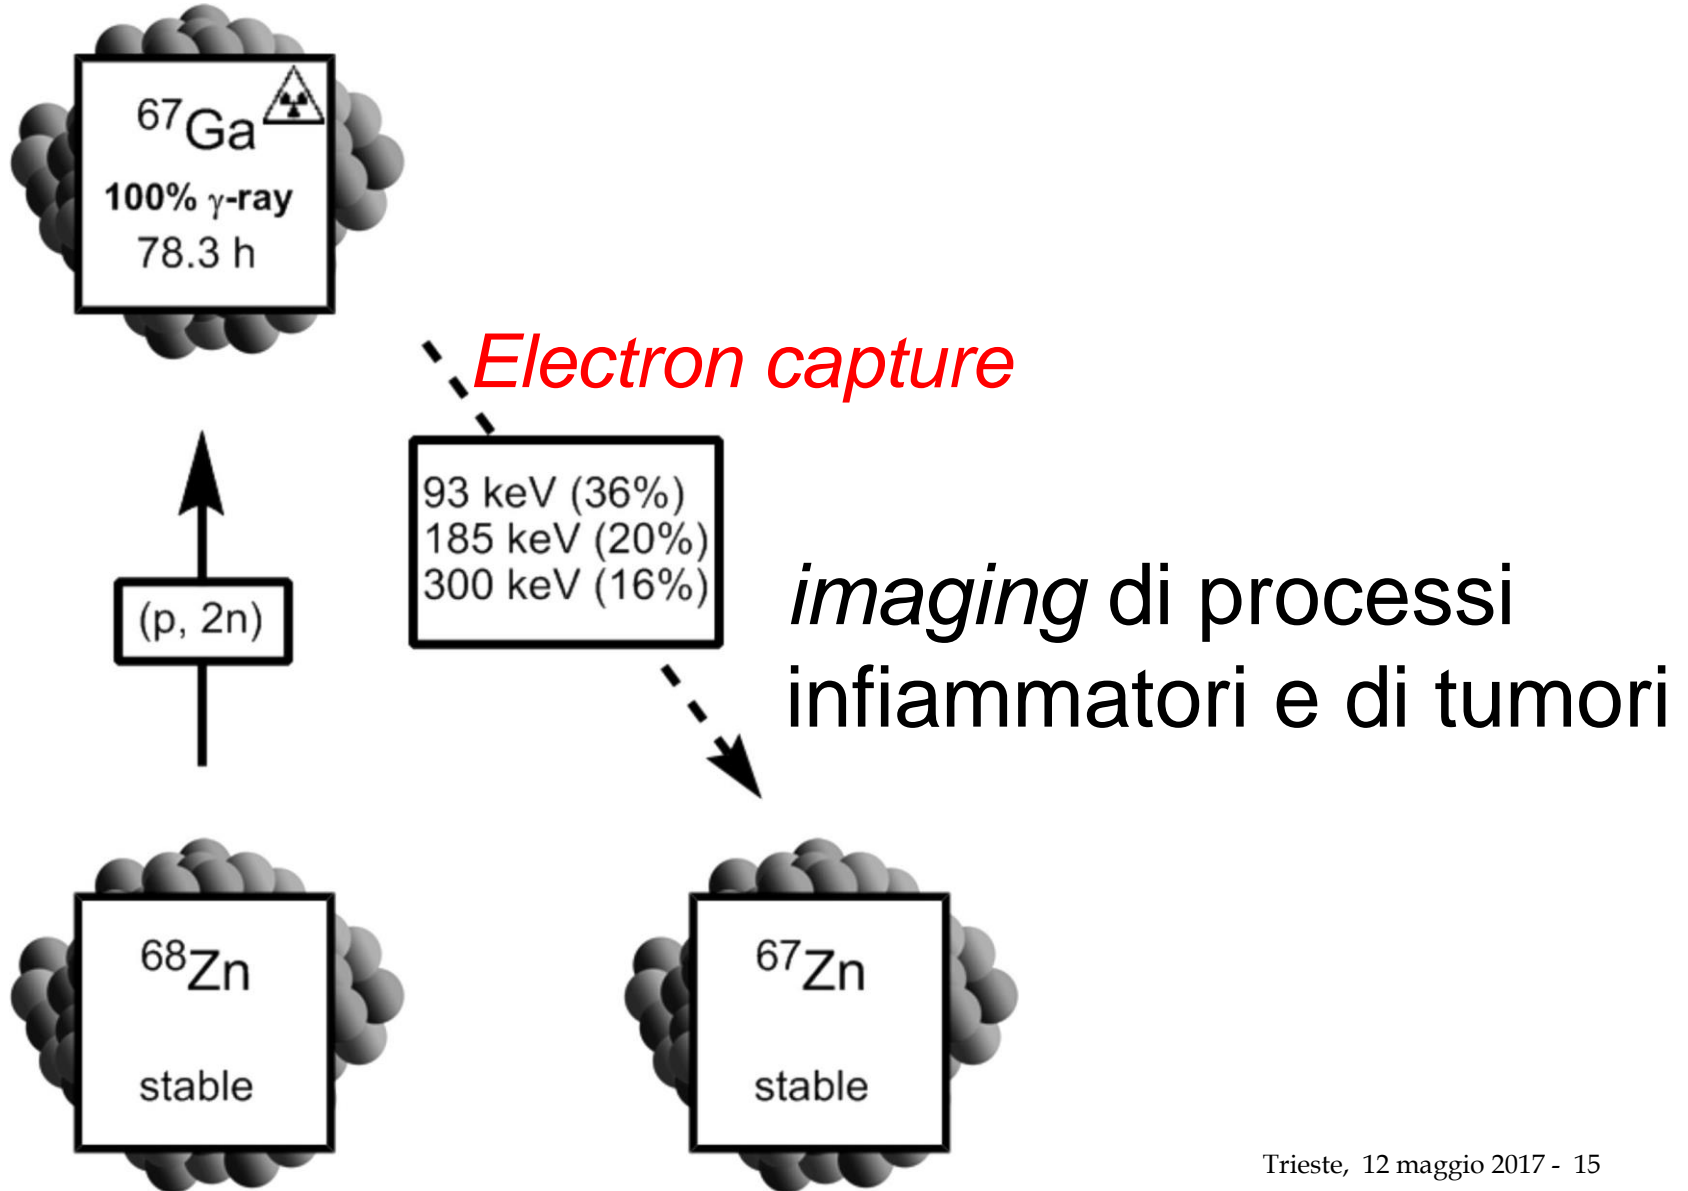 ⁶⁷Ga
100% γ-ray
78.3 h
Electron capture
93 keV (36%)
185 keV (20%)
300 keV (16%)
(p, 2n)
imaging di processi
infiammatori e di tumori
⁶⁸Zn
stable
⁶⁷Zn
stable
Trieste, 12 maggio 2017 - 15